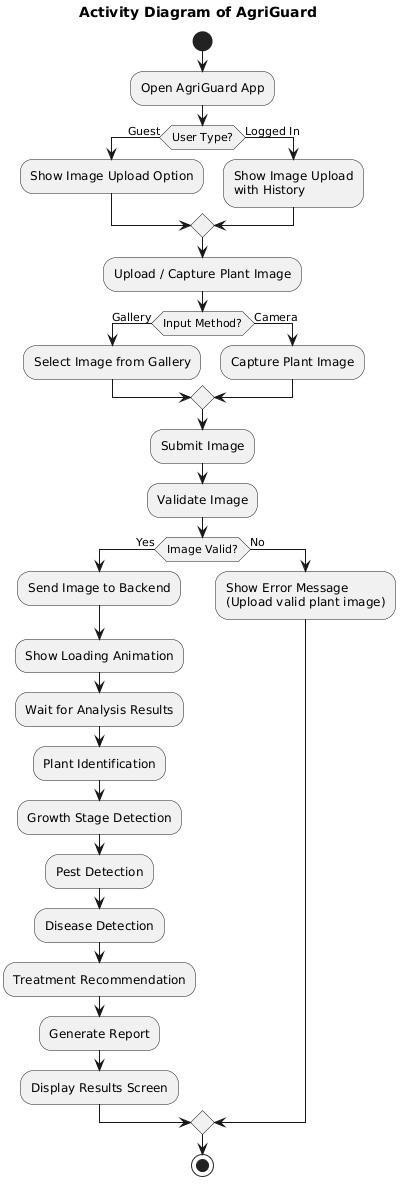 Activity Diagram of AgriGuard
Open AgriGuard App
User Type?
Guest
Logged In
Show Image Upload Option
Show Image Upload
with History
Upload / Capture Plant Image
Input Method?
Gallery
Camera
Select Image from Gallery
Capture Plant Image
Submit Image
Validate Image
Image Valid?
Yes
No
Send Image to Backend
Show Error Message
(Upload valid plant image)
Show Loading Animation
Wait for Analysis Results
Plant Identification
Growth Stage Detection
Pest Detection
Disease Detection
Treatment Recommendation
Generate Report
Display Results Screen